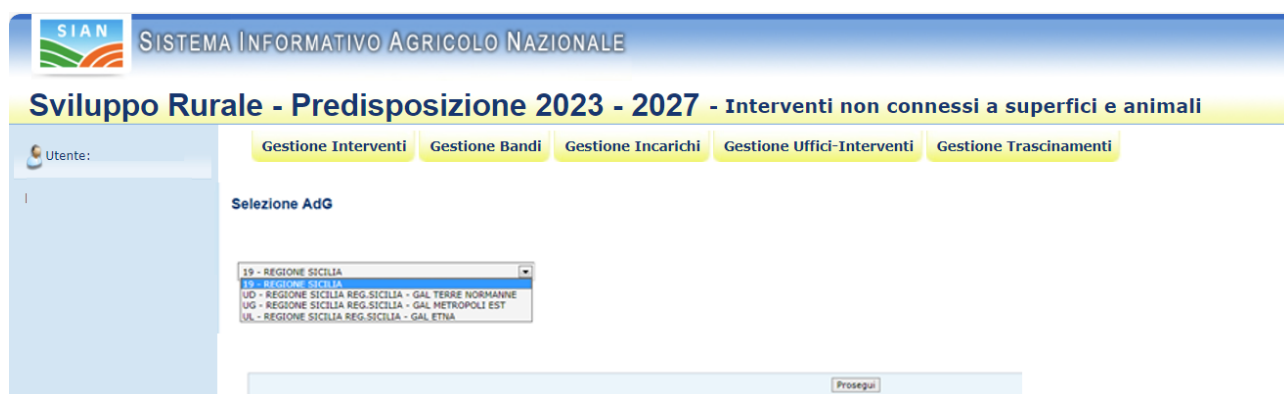 SIAN
SISTEMA INFORMATIVO AGRICOLO NAZIONALE
Sviluppo Rurale - Predisposizione 2023 - 2027 - Interventi non connessi a superfici e animali
Utente:
Gestione Interventi Gestione Bandi Gestione Incarichi Gestione Uffici-Interventi Gestione Trascinamenti
Selezione AdG
19 - REGIONE SICILIA
19 - REGIONE SICILIA
UD - REGIONE SICILIA REG.SICILIA - GAL TERRE NORMANNE
UG - REGIONE SICILIA REG.SICILIA - GAL METROPOLI EST
UL - REGIONE SICILIA REG.SICILIA - GAL ETNA
Prosegui